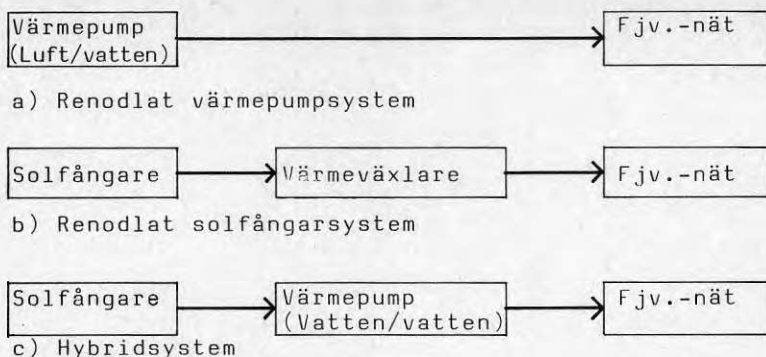 Värmepump
(Luft/vatten)
Fjv.-nät
a) Renodlat värmepumpsystem
Solfångare
Värmeväxlare
Fjv.-nät
b) Renodlat solfångarsystem
Solfångare
Värmepump
(Vatten/vatten)
Fjv.-nät
c) Hybridsystem